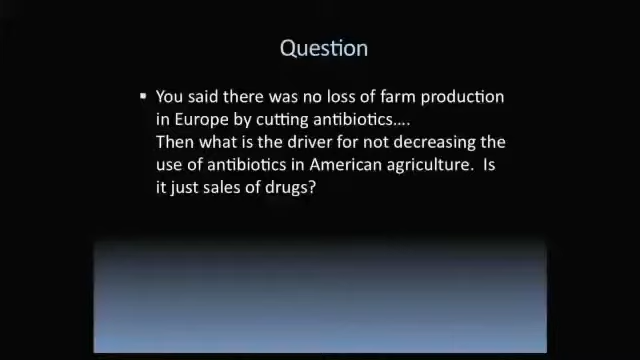 Question
▪ You said there was no loss of farm production
in Europe by cutting antibiotics....
Then what is the driver for not decreasing the
use of antibiotics in American agriculture.  Is
it just sales of drugs?